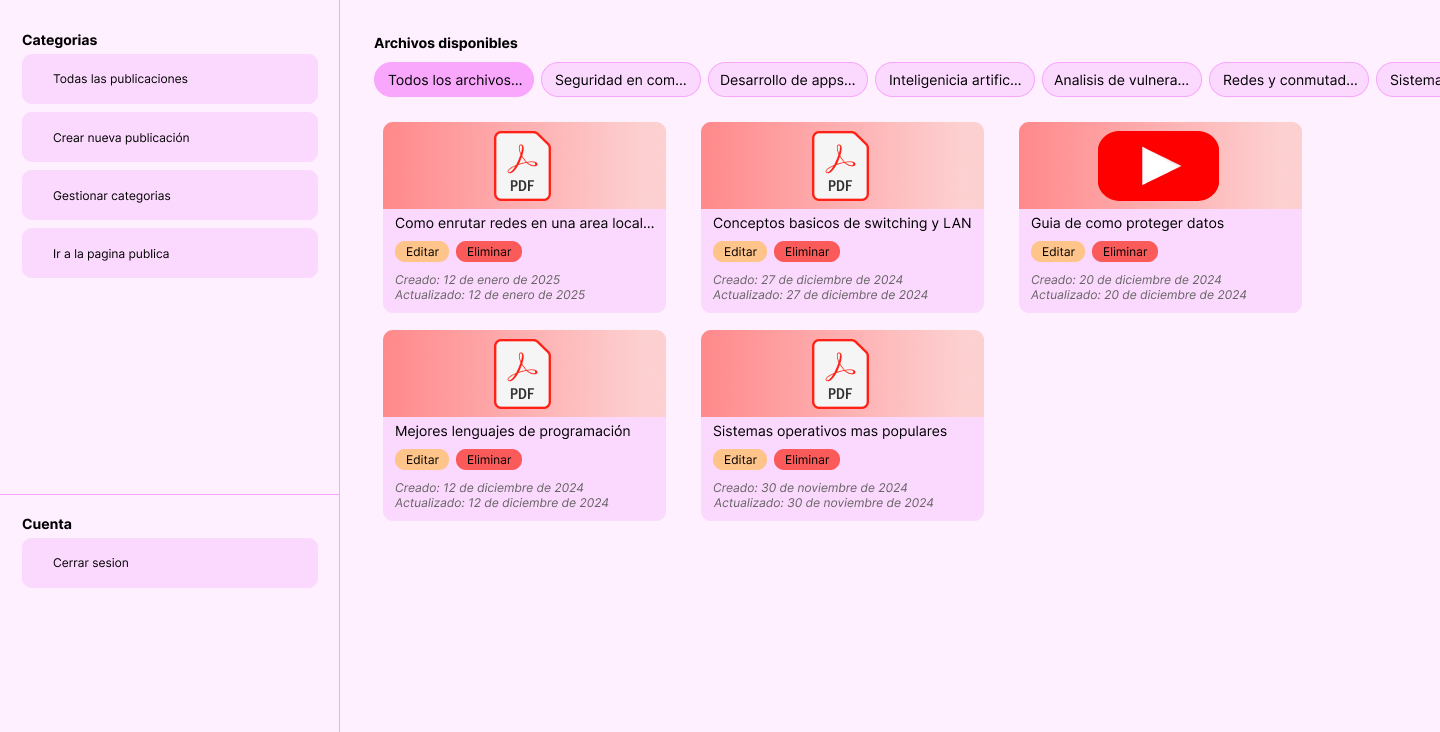 Categorias
Todas las publicaciones
Crear nueva publicación
Gestionar categorias
Ir a la pagina publica
Cuenta
Cerrar sesion
Archivos disponibles
Todos los archivos...
Seguridad en com...
Desarrollo de apps...
Inteligenicia artific...
Analisis de vulnera...
Redes y conmutad...
Sistema
PDF
Como enrutar redes en una area local...
Editar Eliminar
Creado: 12 de enero de 2025
Actualizado: 12 de enero de 2025
PDF
Conceptos basicos de switching y LAN
Editar Eliminar
Creado: 27 de diciembre de 2024
Actualizado: 27 de diciembre de 2024
Guia de como proteger datos
Editar Eliminar
Creado: 20 de diciembre de 2024
Actualizado: 20 de diciembre de 2024
PDF
Mejores lenguajes de programación
Editar Eliminar
Creado: 12 de diciembre de 2024
Actualizado: 12 de diciembre de 2024
PDF
Sistemas operativos mas populares
Editar Eliminar
Creado: 30 de noviembre de 2024
Actualizado: 30 de noviembre de 2024